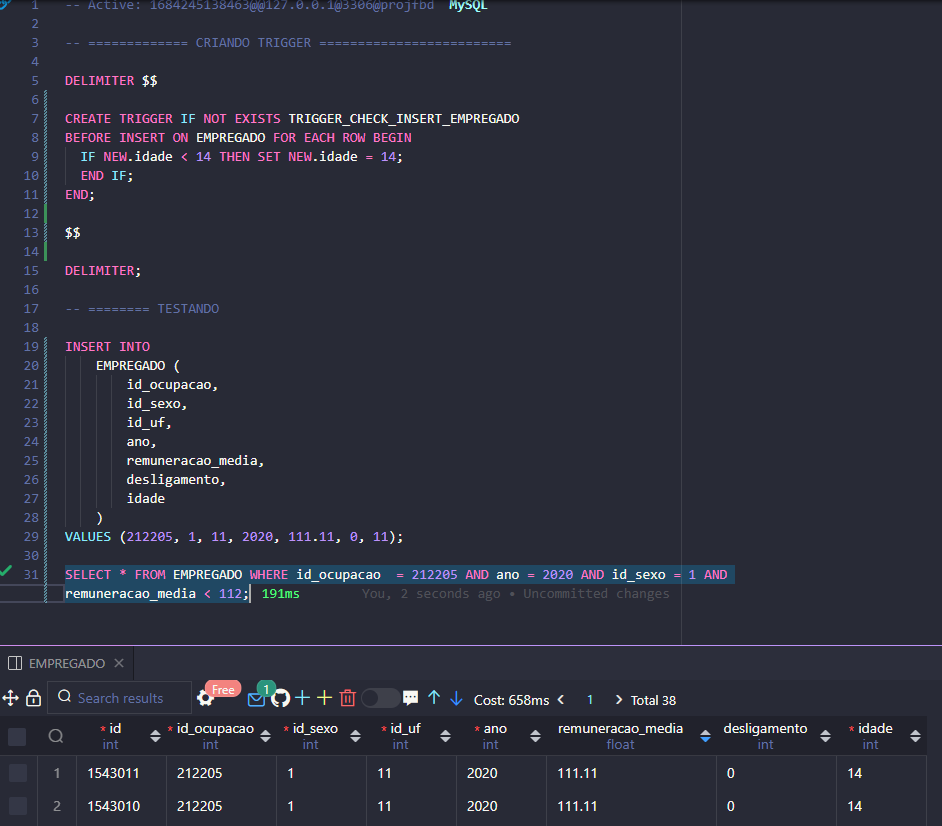 1 -- Active: 1684245138463@@127.0.0.1@3306@projfbd MySQL
2
3 -- ============= CRIANDO TRIGGER =========================
4
5 DELIMITER $$
6
7 CREATE TRIGGER IF NOT EXISTS TRIGGER_CHECK_INSERT_EMPREGADO
8 BEFORE INSERT ON EMPREGADO FOR EACH ROW BEGIN
9 IF NEW.idade < 14 THEN SET NEW.idade = 14;
10 END IF;
11 END;
12
13 $$
14
15 DELIMITER;
16
17 -- ======== TESTANDO
18
19 INSERT INTO
20 EMPREGADO (
21 id_ocupacao,
22 id_sexo,
23 id_uf,
24 ano,
25 remuneracao_media,
26 desligamento,
27 idade
28 )
29 VALUES (212205, 1, 11, 2020, 111.11, 0, 11);
30
31 SELECT * FROM EMPREGADO WHERE id_ocupacao = 212205 AND ano = 2020 AND id_sexo = 1 AND
remuneracao_media < 112; 191ms You, 2 seconds ago • Uncommitted changes
EMPREGADO
Search results Free 1 Cost: 658ms < 1 > Total 38
* id * id_ocupacao * id_sexo * id_uf * ano remuneracao_media desligamento * idade
int int int int int float int int
1 1543011 212205 1 11 2020 111.11 0 14
2 1543010 212205 1 11 2020 111.11 0 14